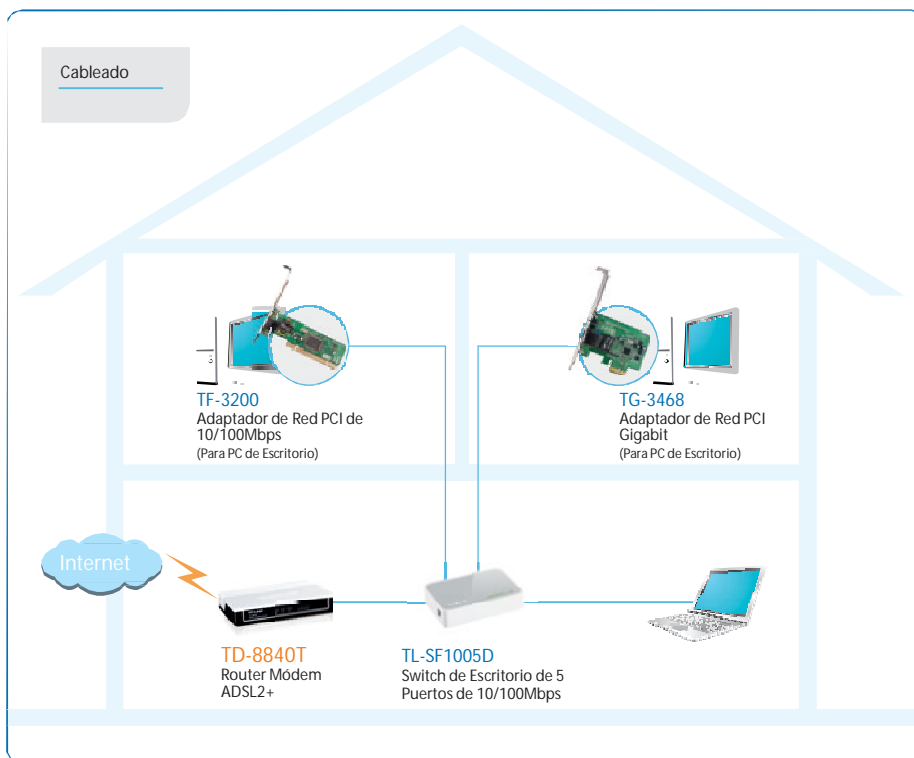 Cableado
TF-3200
Adaptador de Red PCI de
10/100Mbps
(Para PC de Escritorio)
TG-3468
Adaptador de Red PCI
Gigabit
(Para PC de Escritorio)
Internet
TD-8840T
Router Módem
ADSL2+
TL-SF1005D
Switch de Escritorio de 5
Puertos de 10/100Mbps